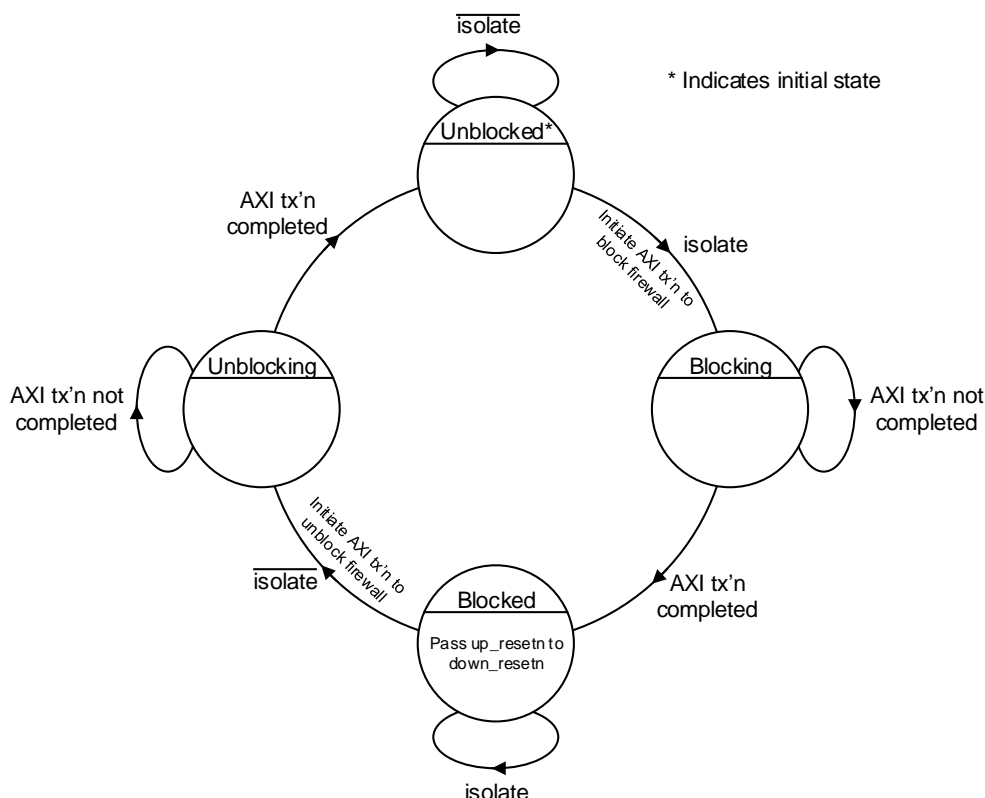 isolate
* Indicates initial state
Unblocked*
AXI tx'n
completed
Initiate AXI tx'n to
block firewall
isolate
Unblocking
Blocking
AXI tx'n not
completed
AXI tx'n not
completed
Initiate AXI tx'n to
unblock firewall
isolate
Blocked
Pass up_resetn to
down_resetn
AXI tx'n
completed
isolate